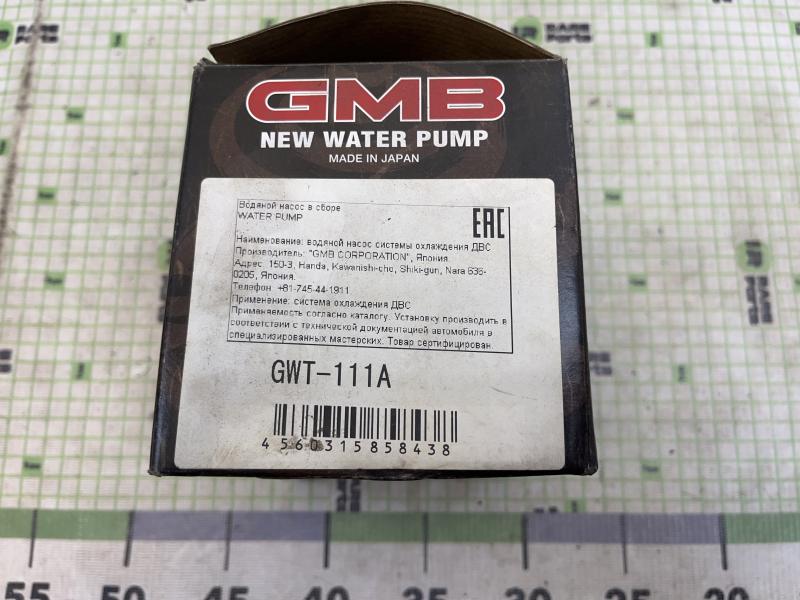 GMB
NEW WATER PUMP
MADE IN JAPAN
Водяной насос в сборе
WATER PUMP
EAC
Наименование: водяной насос системы охлаждения ДВС
Производитель: "GMB CORPORATION", Япония.
Адрес: 150-3, Handa, Kawanishi-cho, Shiki-gun, Nara 636-
0205, Япония.
Телефон: +81-745-44-1911
Применение: система охлаждения ДВС
Применяемость согласно каталогу. Установку производить в
соответствии с технической документацией автомобиля в
специализированных мастерских. Товар сертифицирован.
GWT-111A
4560315858438
55 50 45 40 35 30 25 20